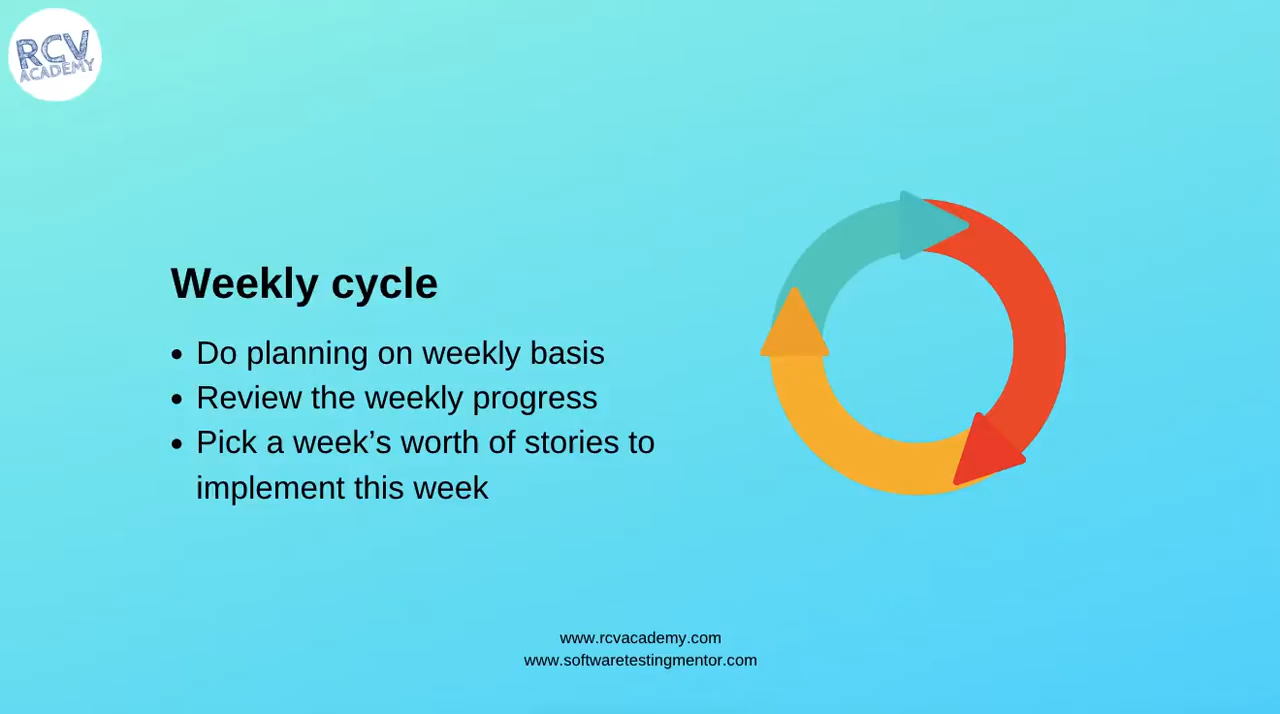 RCV
ACADEMY
Weekly cycle
• Do planning on weekly basis
• Review the weekly progress
• Pick a week’s worth of stories to
implement this week
www.rcvacademy.com
www.softwaretestingmentor.com